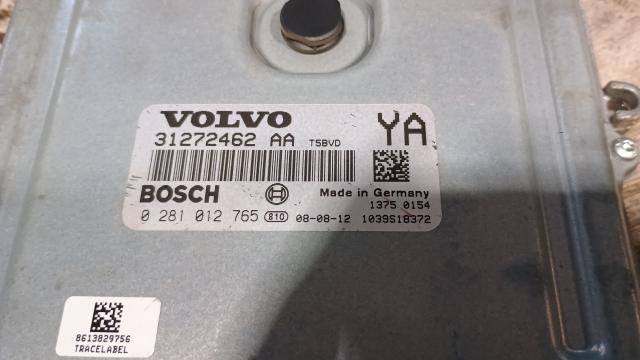 VOLVO
31272462 AA T5BVD
YA
BOSCH
Made in Germany
1375 0154
0 281 012 765 810 08-08-12 1039S18372
8613829756
TRACELABEL